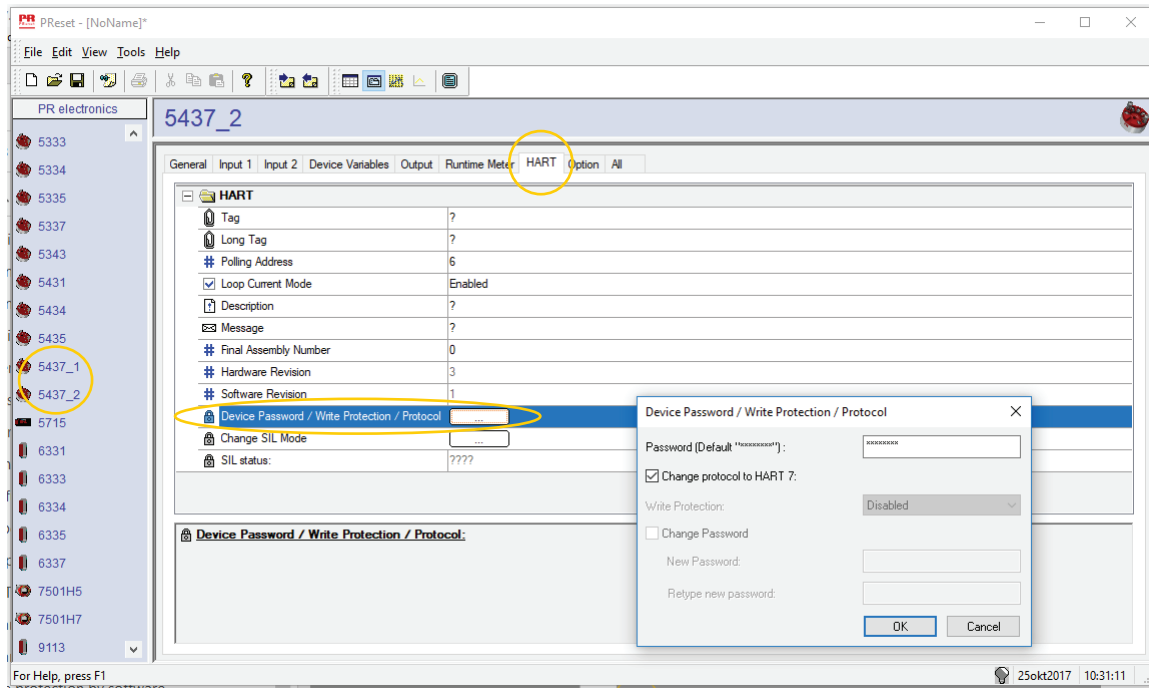 PReset - [NoName]*
File Edit View Tools Help
PR electronics
5333
5334
5335
5337
5343
5431
5434
5435
5437_1
5437_2
5715
6331
6333
6334
6335
6337
7501H5
7501H7
9113
5437_2
General Input 1 Input 2 Device Variables Output Runtime Meter HART Option All
HART
Tag ?
Long Tag ?
Polling Address 6
Loop Current Mode Enabled
Description ?
Message ?
Final Assembly Number 0
Hardware Revision 3
Software Revision 1
Device Password / Write Protection / Protocol ...
Change SIL Mode ...
SIL status: ????
Device Password / Write Protection / Protocol:
Device Password / Write Protection / Protocol
Password (Default "********") : ********
Change protocol to HART 7:
Write Protection: Disabled
Change Password
New Password:
Retype new password:
OK Cancel
For Help, press F1 25okt2017 10:31:11